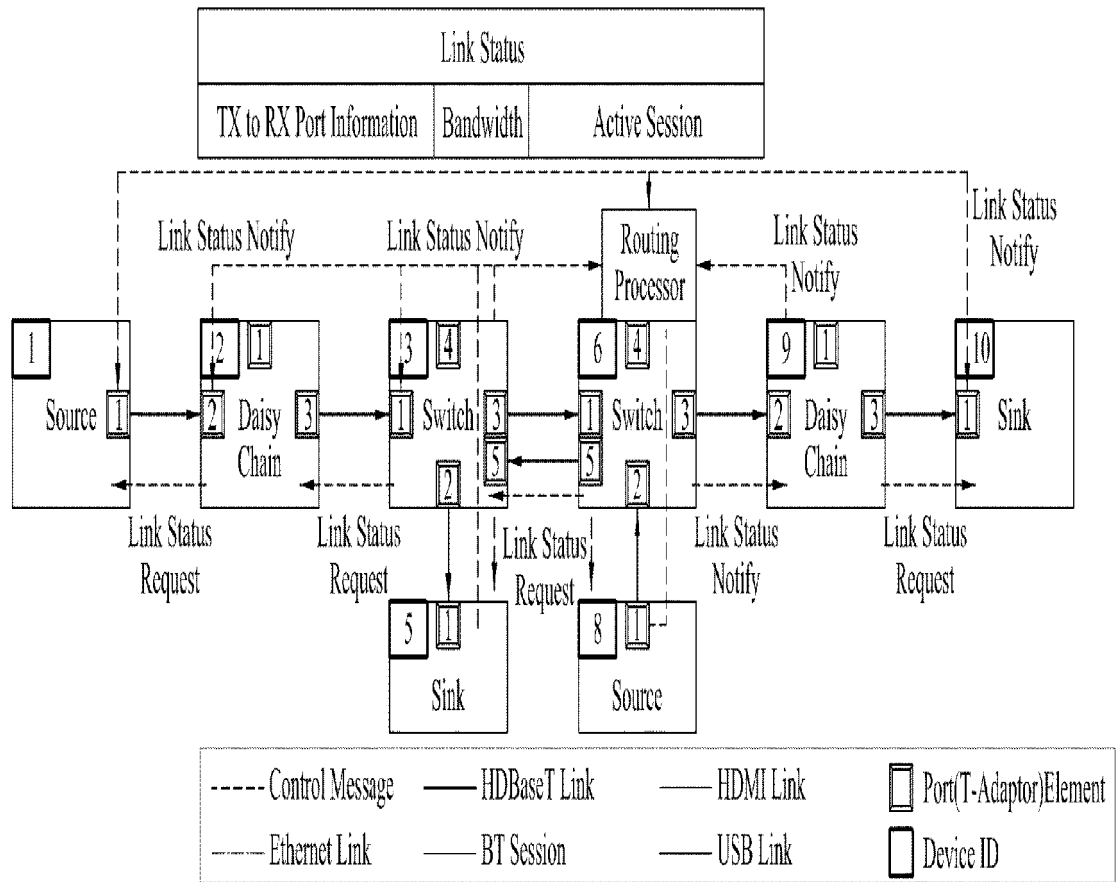 Link Status
TX to RX Port Information Bandwidth Active Session
Link Status Notify
Link Status Notify
Routing
Processor
Link Status
Notify
Link Status
Notify
1
Source
1
2
1
2
Daisy
Chain
3
3
4
1
Switch
3
5
2
6
4
1
Switch
3
5
2
9
1
2
Daisy
Chain
3
10
1
Sink
Link Status
Request
Link Status
Request
Link Status
Request
Link Status
Notify
Link Status
Request
5
1
Sink
8
1
Source
Control Message HDBaseT Link HDMI Link Port(T-Adaptor)Element
Ethernet Link BT Session USB Link Device ID